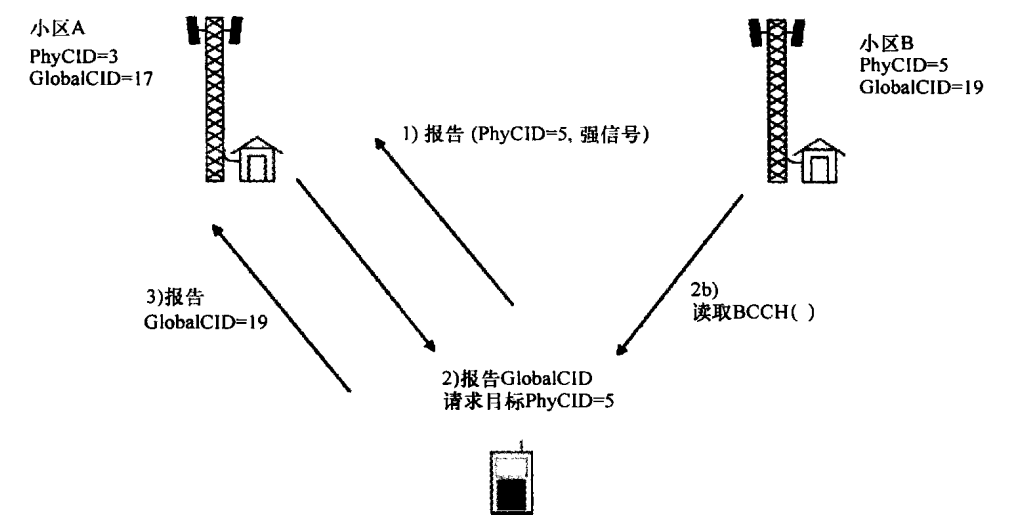 小区A
PhyCID=3
GlobalCID=17
小区B
PhyCID=5
GlobalCID=19
1) 报告 (PhyCID=5, 强信号)
3)报告
GlobalCID=19
2b)
读取BCCH( )
2)报告GlobalCID
请求目标PhyCID=5